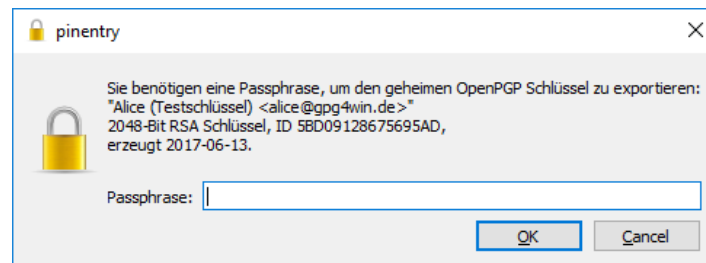 pinentry
Sie benötigen eine Passphrase, um den geheimen OpenPGP Schlüssel zu exportieren:
"Alice (Testschlüssel) <alice@gpg4win.de>"
2048-Bit RSA Schlüssel, ID 5BD09128675695AD,
erzeugt 2017-06-13.
Passphrase:
OK Cancel